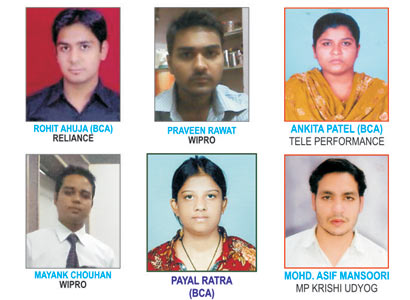 ROHIT AHUJA (BCA)
RELIANCE
PRAVEEN RAWAT
WIPRO
ANKITA PATEL (BCA)
TELE PERFORMANCE
MAYANK CHOUHAN
WIPRO
PAYAL RATRA
(BCA)
MOHD. ASIF MANSOORI
MP KRISHI UDYOG